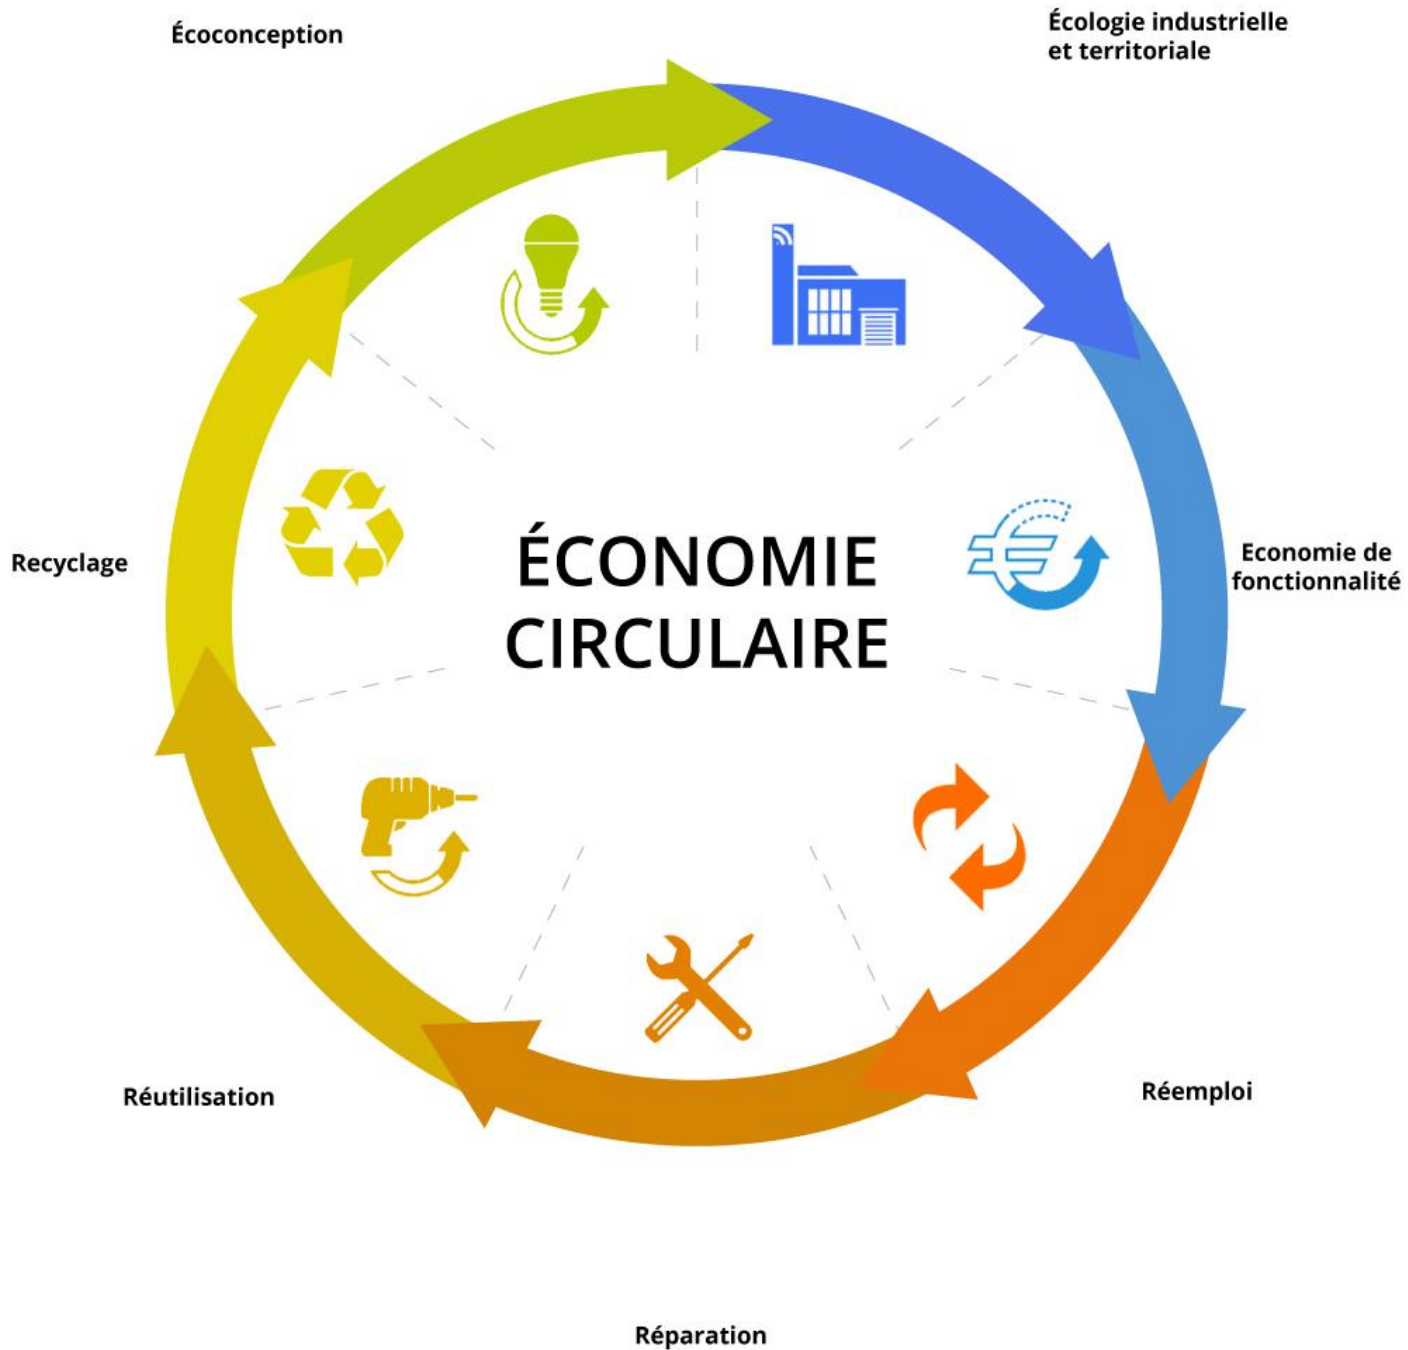 Écoconception
Écologie industrielle
et territoriale
ÉCONOMIE
CIRCULAIRE
Recyclage
Economie de
fonctionnalité
Réutilisation
Réemploi
Réparation